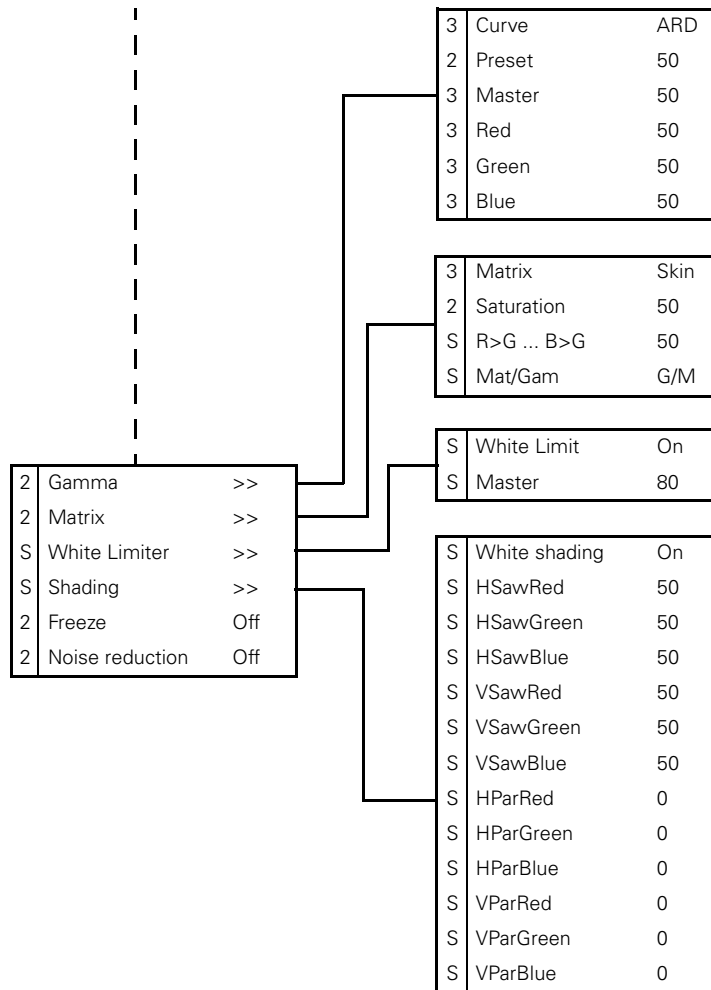 3 Curve ARD
2 Preset 50
3 Master 50
3 Red 50
3 Green 50
3 Blue 50
3 Matrix Skin
2 Saturation 50
S R>G ... B>G 50
S Mat/Gam G/M
S White Limit On
S Master 80
2 Gamma >>
2 Matrix >>
S White Limiter >>
S Shading >>
2 Freeze Off
2 Noise reduction Off
S White shading On
S HSawRed 50
S HSawGreen 50
S HSawBlue 50
S VSawRed 50
S VSawGreen 50
S VSawBlue 50
S HParRed 0
S HParGreen 0
S HParBlue 0
S VParRed 0
S VParGreen 0
S VParBlue 0